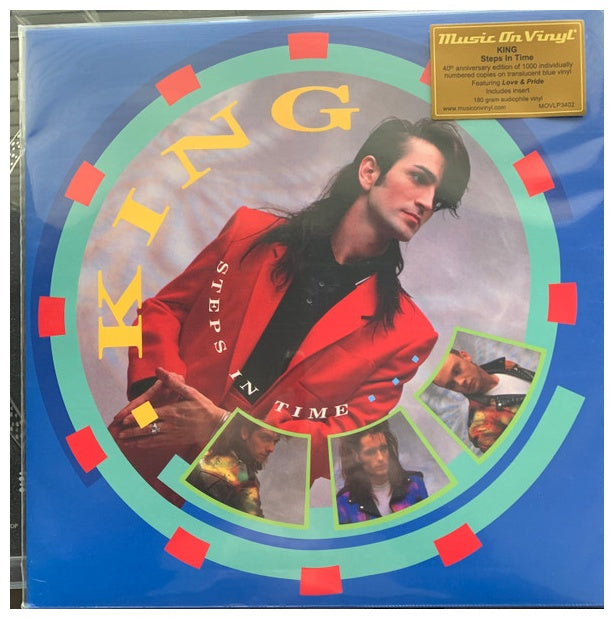 Music On Vinyl
KING
Steps In Time
40th anniversary edition of 1000 individually
numbered copies on translucent blue vinyl
Featuring Love & Pride
Includes insert
180 gram audiophile vinyl
www.musiconvinyl.com MOVLP3402
KING
STEPS IN TIME
OF